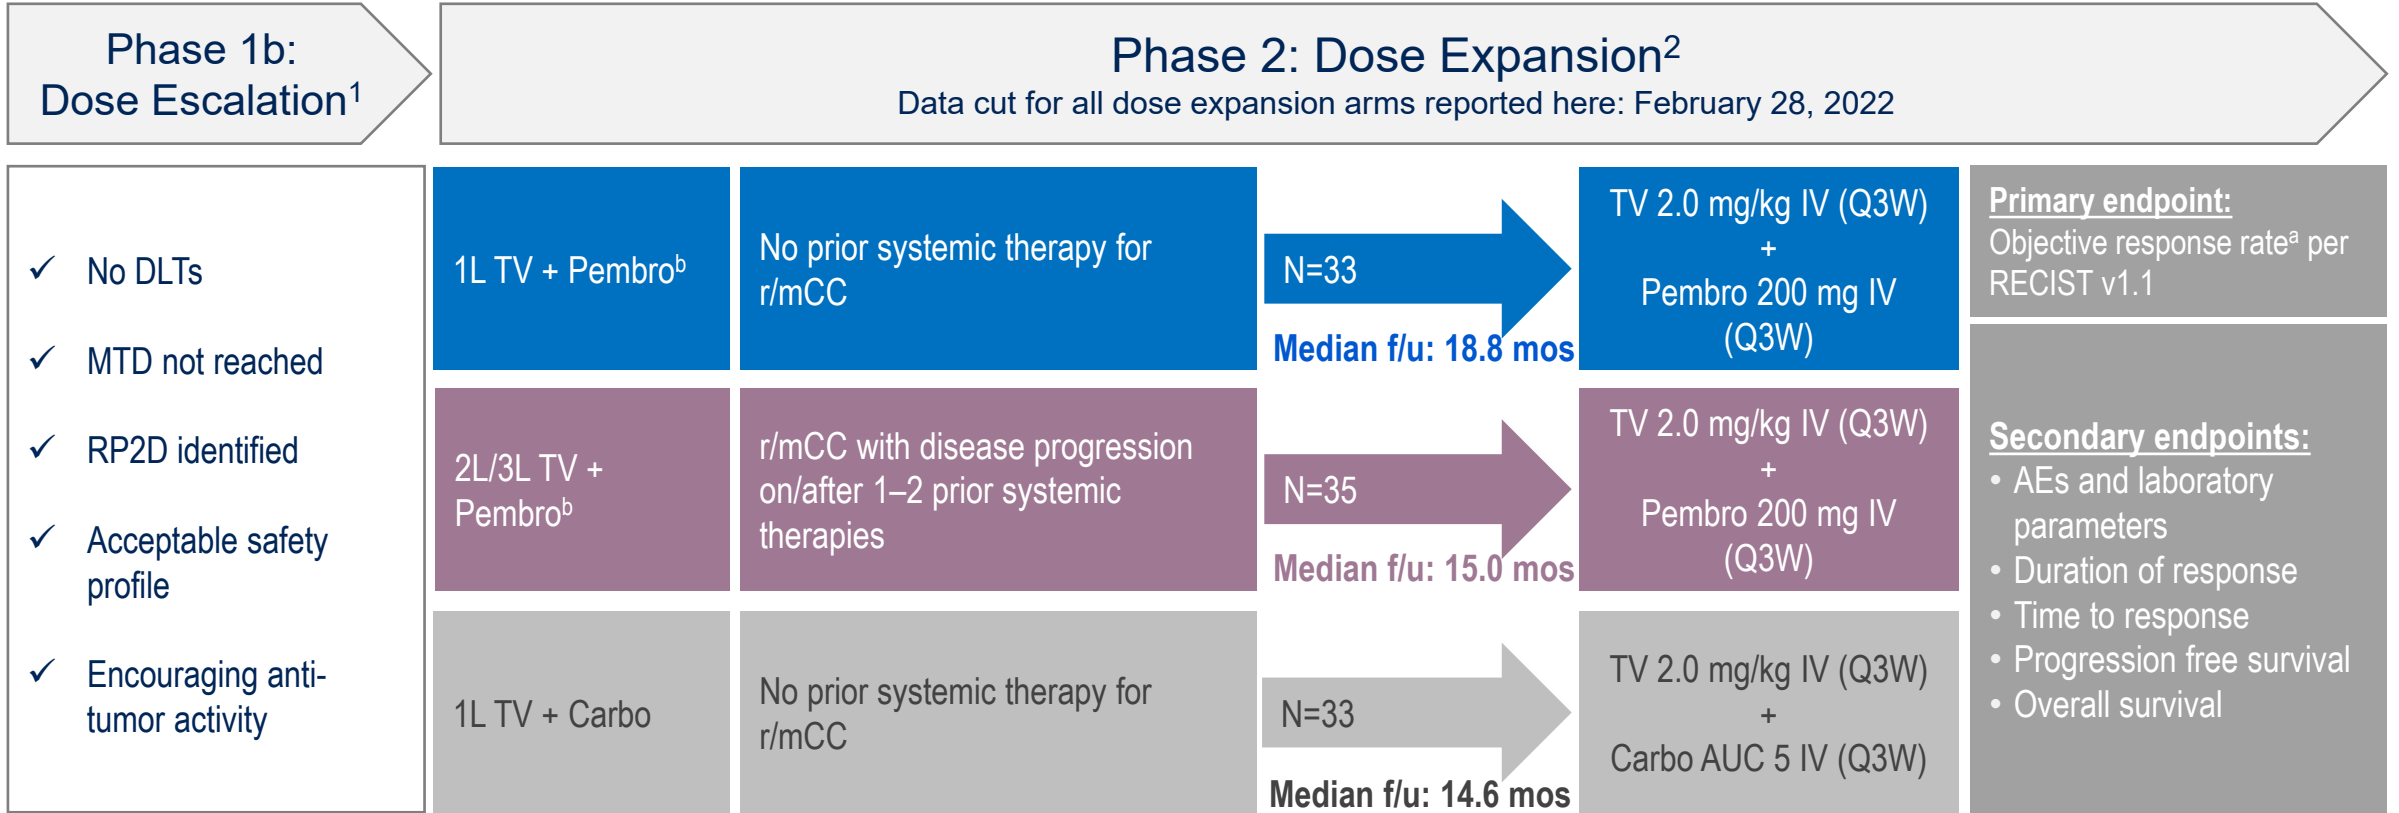 Phase 1b:
Dose Escalation¹
Phase 2: Dose Expansion²
Data cut for all dose expansion arms reported here: February 28, 2022
✓ No DLTs
✓ MTD not reached
✓ RP2D identified
✓ Acceptable safety
profile
✓ Encouraging anti-
tumor activity
1L TV + Pembroᵇ
No prior systemic therapy for
r/mCC
N=33
Median f/u: 18.8 mos
TV 2.0 mg/kg IV (Q3W)
+
Pembro 200 mg IV
(Q3W)
2L/3L TV +
Pembroᵇ
r/mCC with disease progression
on/after 1–2 prior systemic
therapies
N=35
Median f/u: 15.0 mos
TV 2.0 mg/kg IV (Q3W)
+
Pembro 200 mg IV
(Q3W)
1L TV + Carbo
No prior systemic therapy for
r/mCC
N=33
Median f/u: 14.6 mos
TV 2.0 mg/kg IV (Q3W)
+
Carbo AUC 5 IV (Q3W)
Primary endpoint:
Objective response rateᵃ per
RECIST v1.1
Secondary endpoints:
• AEs and laboratory
parameters
• Duration of response
• Time to response
• Progression free survival
• Overall survival